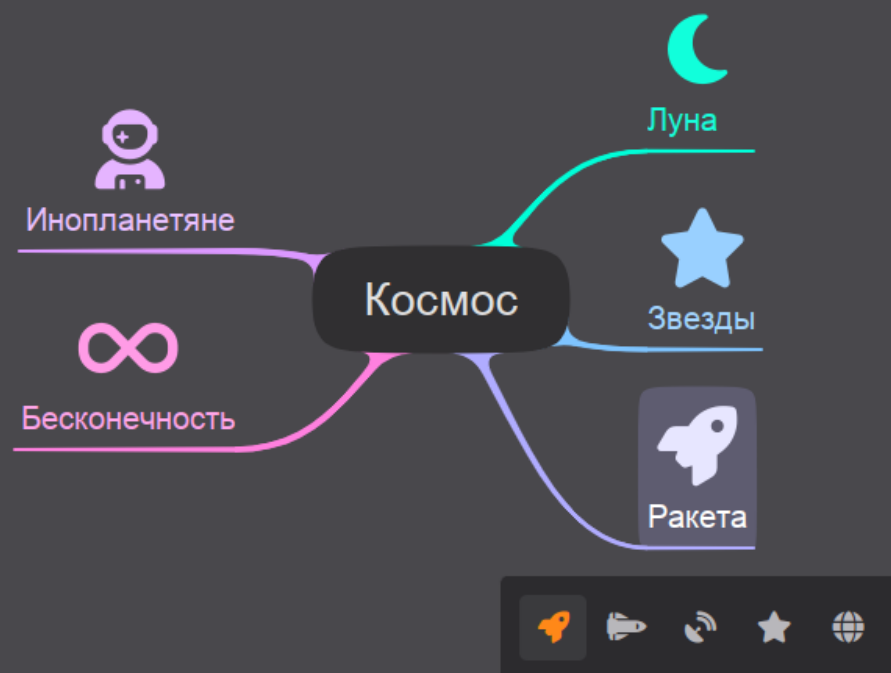 Луна
Инопланетяне
Космос
Звезды
Бесконечность
Ракета